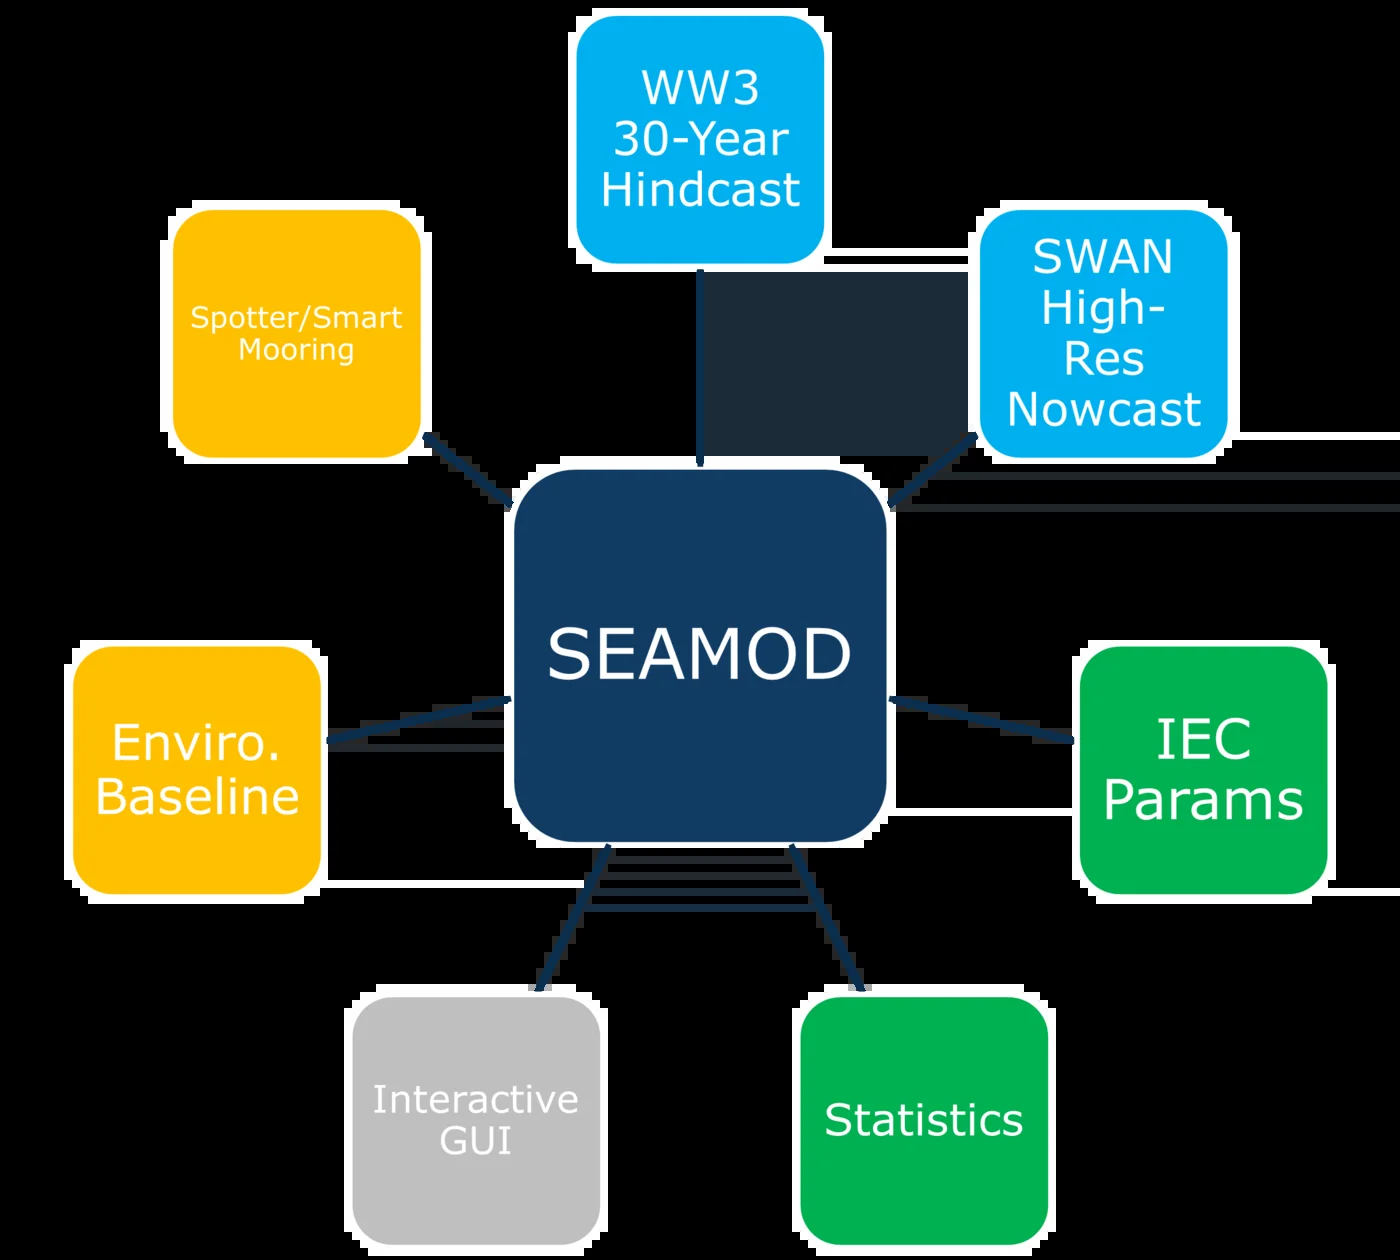 WW3
30-Year
Hindcast
SWAN
High-
Res
Nowcast
Spotter/Smart
Mooring
SEAMOD
Enviro.
Baseline
IEC
Params
Interactive
GUI
Statistics